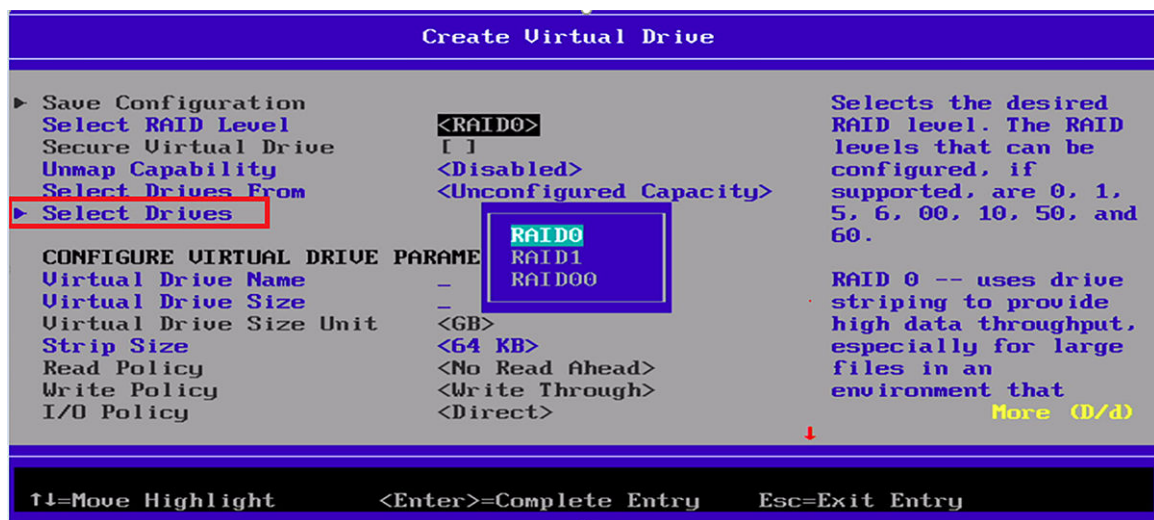 Create Virtual Drive
Save Configuration
Select RAID Level <RAID0>
Secure Virtual Drive [ ]
Unmap Capability <Disabled>
Select Drives From <Unconfigured Capacity>
Select Drives
CONFIGURE VIRTUAL DRIVE PARAME
Virtual Drive Name _
Virtual Drive Size _
Virtual Drive Size Unit <GB>
Strip Size <64 KB>
Read Policy <No Read Ahead>
Write Policy <Write Through>
I/O Policy <Direct>
RAID0
RAID1
RAID00
Selects the desired
RAID level. The RAID
levels that can be
configured, if
supported, are 0, 1,
5, 6, 00, 10, 50, and
60.
RAID 0 -- uses drive
striping to provide
high data throughput,
especially for large
files in an
environment that
More (D/d)
↑↓=Move Highlight <Enter>=Complete Entry Esc=Exit Entry